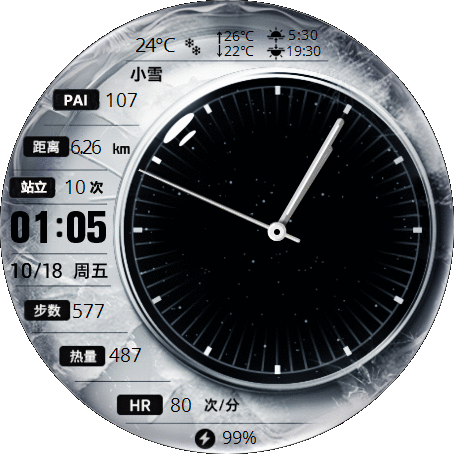 24°C ↑26°C 5:30
↓22°C 19:30
小雪
PAI 107
距离 6.26 km
站立 10 次
01:05
10/18 周五
步数 577
热量 487
HR 80 次/分
99%